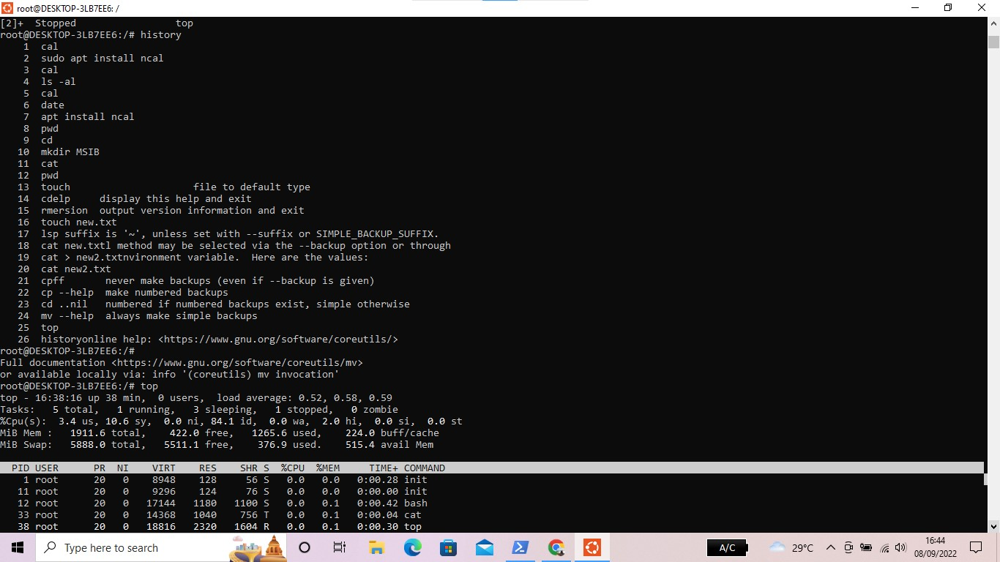 root@DESKTOP-3LB7EE6: /
[2]+  Stopped                 top
root@DESKTOP-3LB7EE6:/# history
    1  cal
    2  sudo apt install ncal
    3  cal
    4  ls -al
    5  cal
    6  date
    7  apt install ncal
    8  pwd
    9  cd
   10  mkdir MSIB
   11  cat
   12  pwd
   13  touch                     file to default type
   14  cdelp     display this help and exit
   15  rmersion  output version information and exit
   16  touch new.txt
   17  lsp suffix is '~', unless set with --suffix or SIMPLE_BACKUP_SUFFIX.
   18  cat new.txtl method may be selected via the --backup option or through
   19  cat > new2.txtnvironment variable.  Here are the values:
   20  cat new2.txt
   21  cpff       never make backups (even if --backup is given)
   22  cp --help  make numbered backups
   23  cd ..nil   numbered if numbered backups exist, simple otherwise
   24  mv --help  always make simple backups
   25  top
   26  historyonline help: <https://www.gnu.org/software/coreutils/>
root@DESKTOP-3LB7EE6:/#
Full documentation <https://www.gnu.org/software/coreutils/mv>
or available locally via: info '(coreutils) mv invocation'
root@DESKTOP-3LB7EE6:/# top
top - 16:38:16 up 38 min,  0 users,  load average: 0.52, 0.58, 0.59
Tasks:   5 total,   1 running,   3 sleeping,   1 stopped,   0 zombie
%Cpu(s):  3.4 us, 10.6 sy,  0.0 ni, 84.1 id,  0.0 wa,  2.0 hi,  0.0 si,  0.0 st
MiB Mem :   1911.6 total,    422.0 free,   1265.6 used,    224.0 buff/cache
MiB Swap:   5888.0 total,   5511.1 free,    376.9 used.    515.4 avail Mem
  PID USER      PR  NI    VIRT    RES    SHR S  %CPU  %MEM     TIME+ COMMAND
    1 root      20   0    8948    128     56 S   0.0   0.0   0:00.28 init
   11 root      20   0    9296    124     76 S   0.0   0.0   0:00.00 init
   12 root      20   0   17144   1180   1100 S   0.0   0.1   0:00.42 bash
   33 root      20   0   14368   1040    756 T   0.0   0.1   0:00.04 cat
   38 root      20   0   18816   2320   1604 R   0.0   0.1   0:00.30 top
Type here to search
A/C
29°C
16:44
08/09/2022